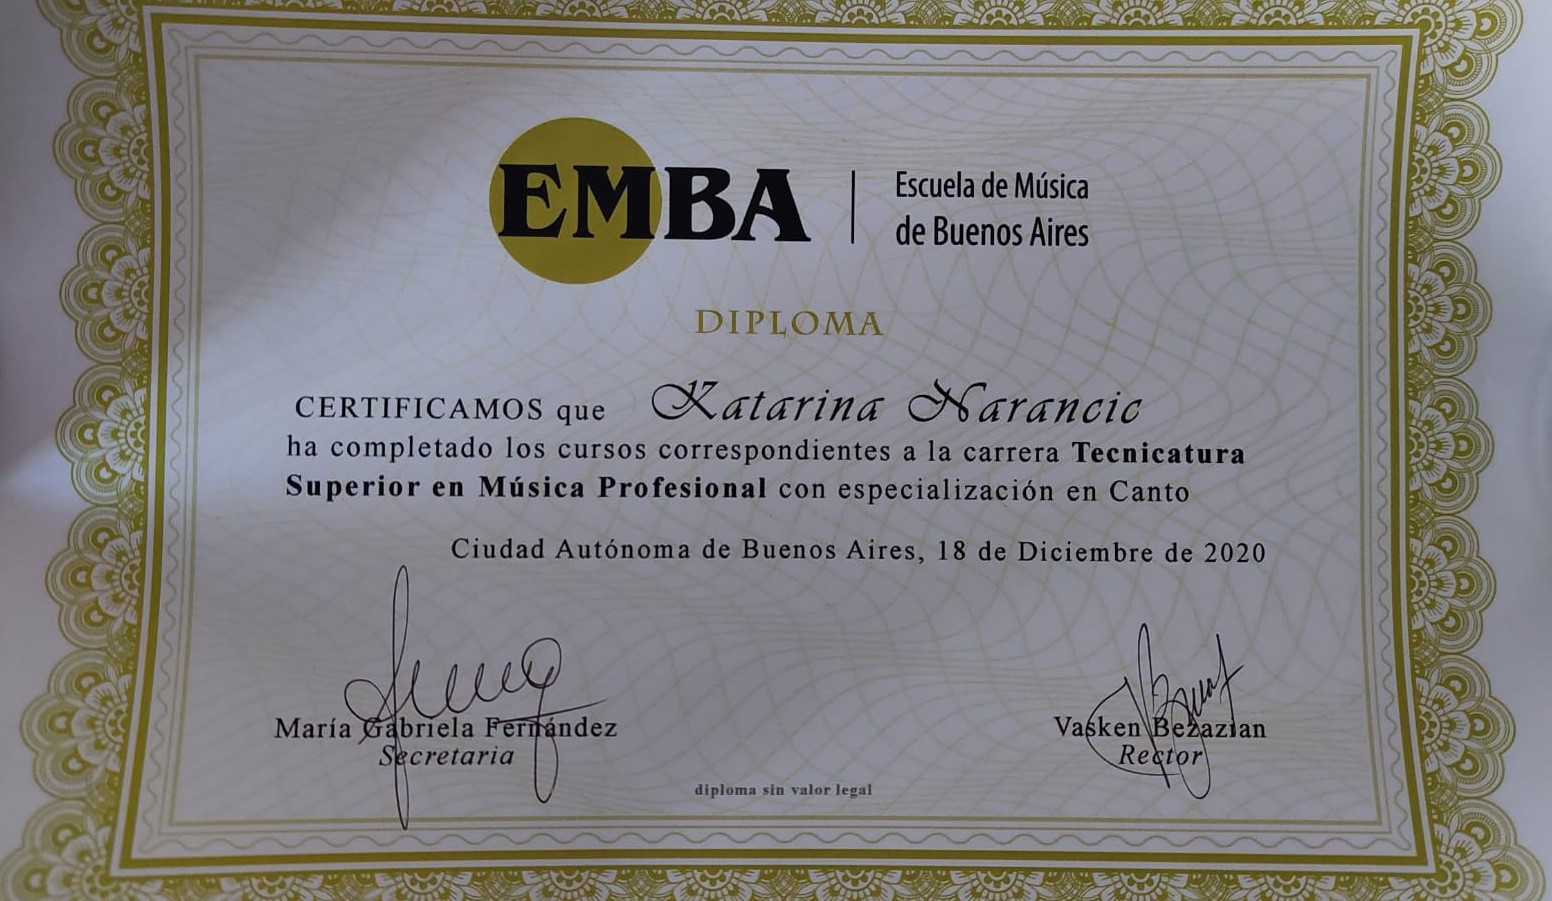 EMBA
Escuela de Música
de Buenos Aires
DIPLOMA
CERTIFICAMOS que Katarina Narancic
ha completado los cursos correspondientes a la carrera Tecnicatura
Superior en Música Profesional con especialización en Canto
Ciudad Autónoma de Buenos Aires, 18 de Diciembre de 2020
María Gabriela Fernández
Secretaria
Vasken Bezazian
Rector
diploma sin valor legal